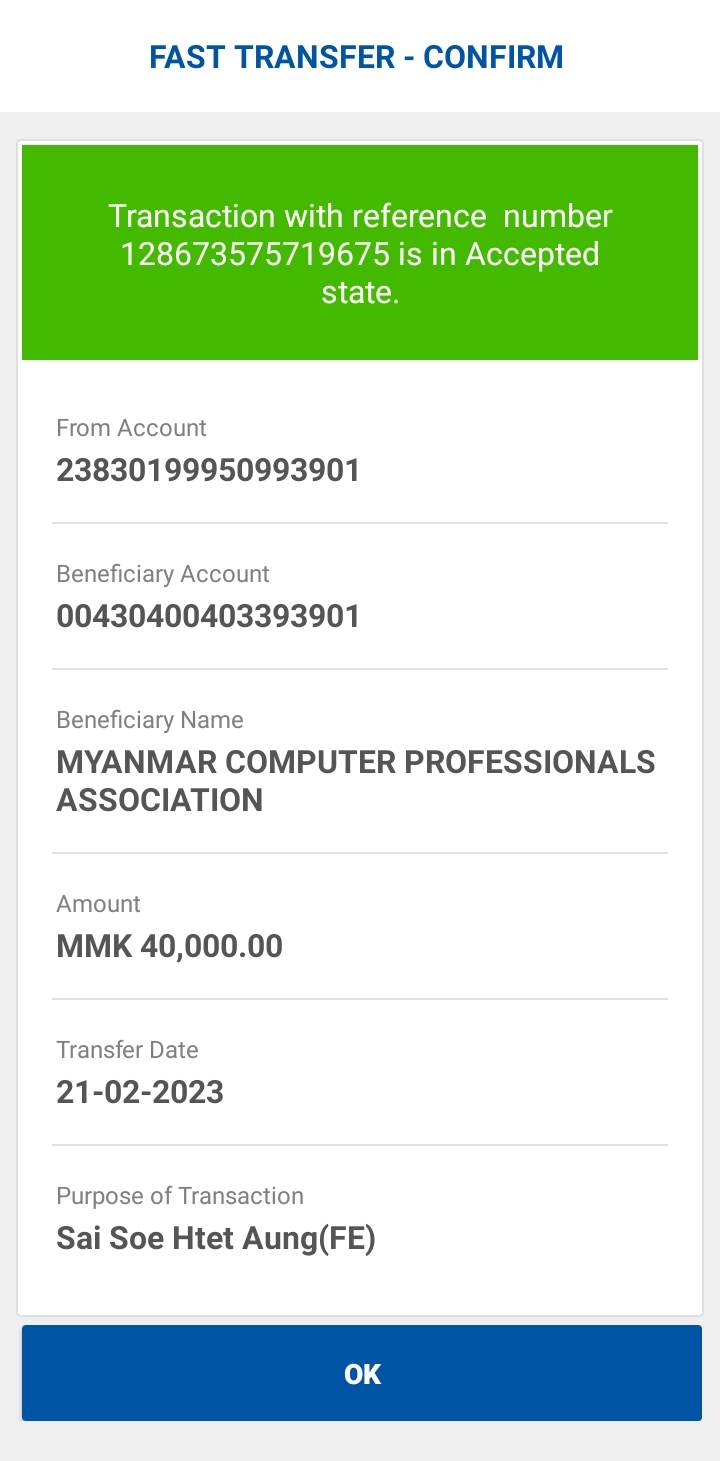 FAST TRANSFER - CONFIRM
Transaction with reference  number
128673575719675 is in Accepted
state.
From Account
23830199950993901
Beneficiary Account
00430400403393901
Beneficiary Name
MYANMAR COMPUTER PROFESSIONALS
ASSOCIATION
Amount
MMK 40,000.00
Transfer Date
21-02-2023
Purpose of Transaction
Sai Soe Htet Aung(FE)
OK